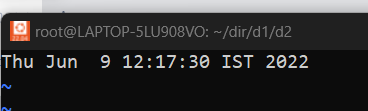 root@LAPTOP-5LU908VO: ~/dir/d1/d2
Thu Jun  9 12:17:30 IST 2022
~
~